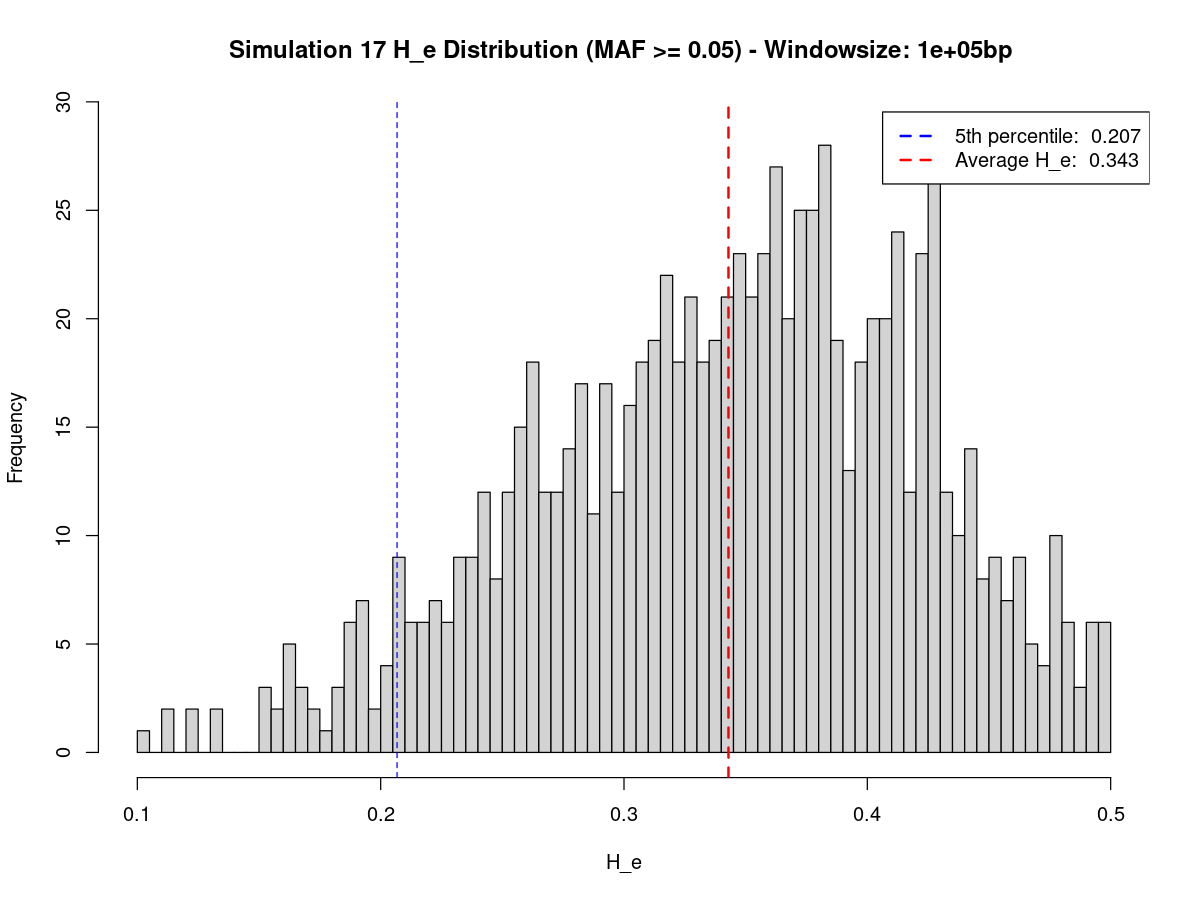 Simulation 17 H_e Distribution (MAF >= 0.05) - Windowsize: 1e+05bp
5th percentile: 0.207
Average H_e: 0.343
30
25
20
15
10
5
0
Frequency
0.1 0.2 0.3 0.4 0.5
H_e